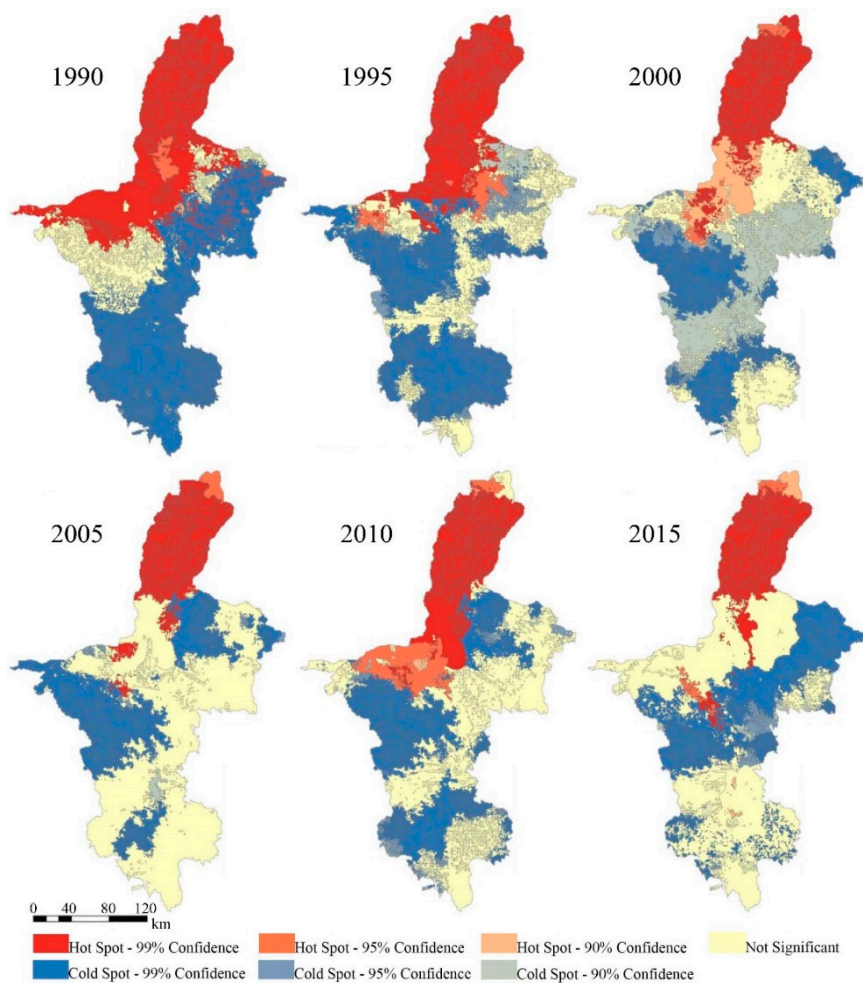 1990
1995
2000
2005
2010
2015
0 40 80 120
km
Hot Spot - 99% Confidence
Hot Spot - 95% Confidence
Hot Spot - 90% Confidence
Not Significant
Cold Spot - 99% Confidence
Cold Spot - 95% Confidence
Cold Spot - 90% Confidence